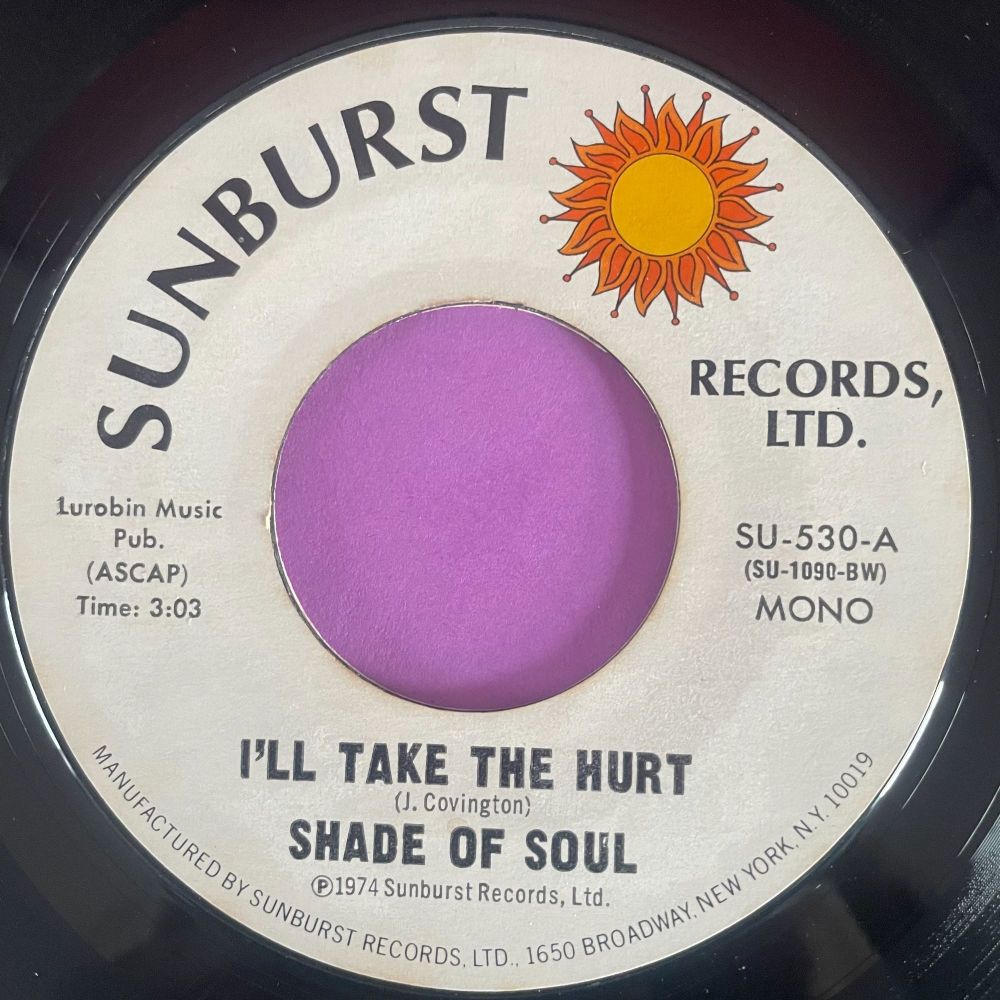 SUNBURST
RECORDS,
LTD.
Lurobin Music
Pub.
(ASCAP)
Time: 3:03
SU-530-A
(SU-1090-BW)
MONO
I'LL TAKE THE HURT
(J. Covington)
SHADE OF SOUL
℗1974 Sunburst Records, Ltd.
MANUFACTURED BY SUNBURST RECORDS, LTD., 1650 BROADWAY, NEW YORK, N.Y. 10019